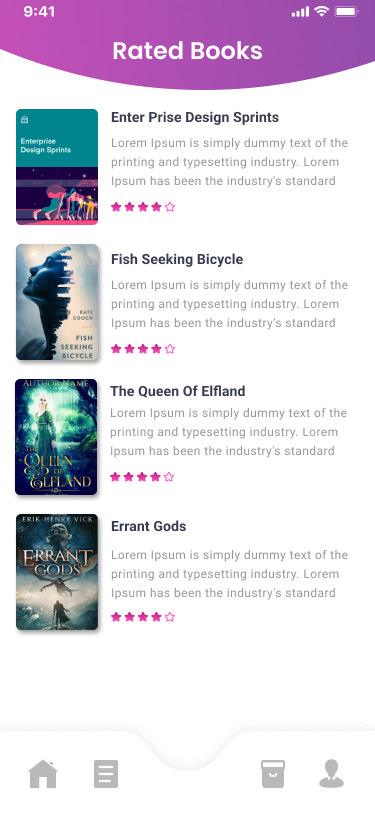 9:41
Rated Books
Enterprise
Design Sprints
Enter Prise Design Sprints
Lorem Ipsum is simply dummy text of the
printing and typesetting industry. Lorem
Ipsum has been the industry's standard
KATE
COOCH
FISH
SEEKING
BICYCLE
Fish Seeking Bicycle
Lorem Ipsum is simply dummy text of the
printing and typesetting industry. Lorem
Ipsum has been the industry's standard
AUTHOR NAME
THE
QUEEN
OF
ELFLAND
The Queen Of Elfland
Lorem Ipsum is simply dummy text of the
printing and typesetting industry. Lorem
Ipsum has been the industry's standard
ERIK HENRY VICK
ERRANT
GODS
Errant Gods
Lorem Ipsum is simply dummy text of the
printing and typesetting industry. Lorem
Ipsum has been the industry's standard